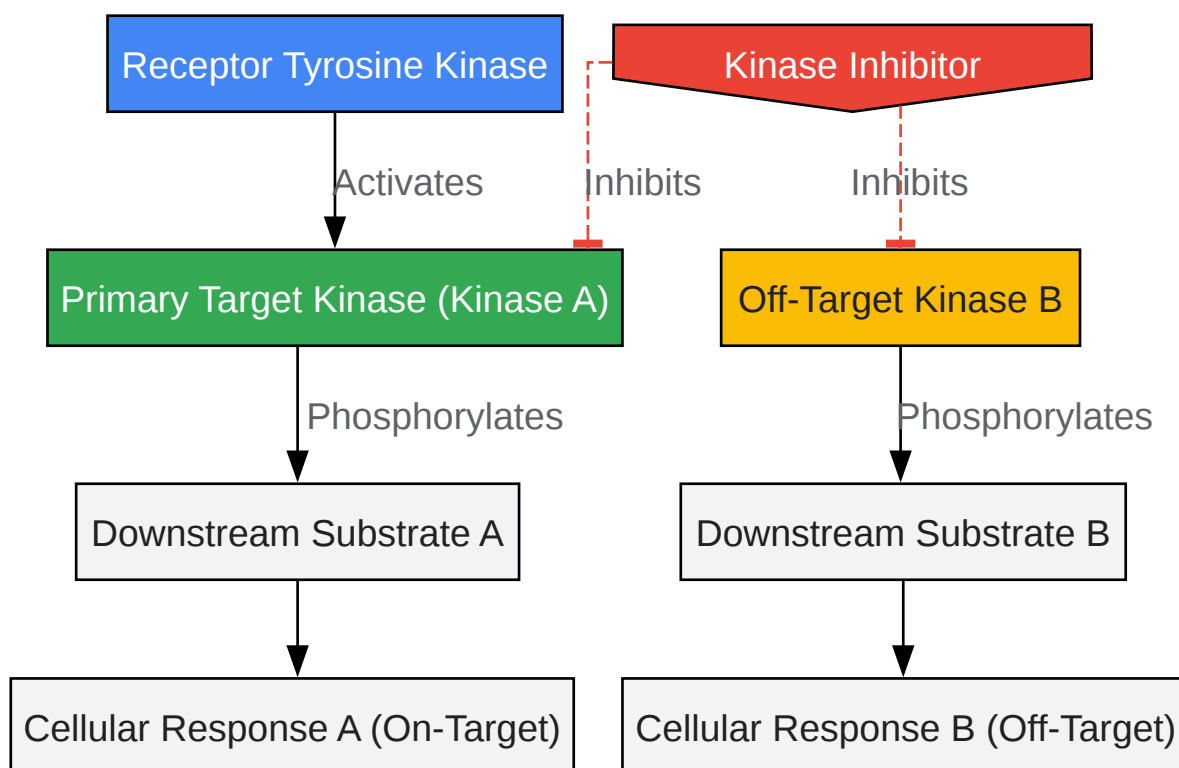 Receptor Tyrosine Kinase
Kinase Inhibitor
Activates
Inhibits
Inhibits
Primary Target Kinase (Kinase A)
Off-Target Kinase B
Phosphorylates
Phosphorylates
Downstream Substrate A
Downstream Substrate B
Cellular Response A (On-Target)
Cellular Response B (Off-Target)